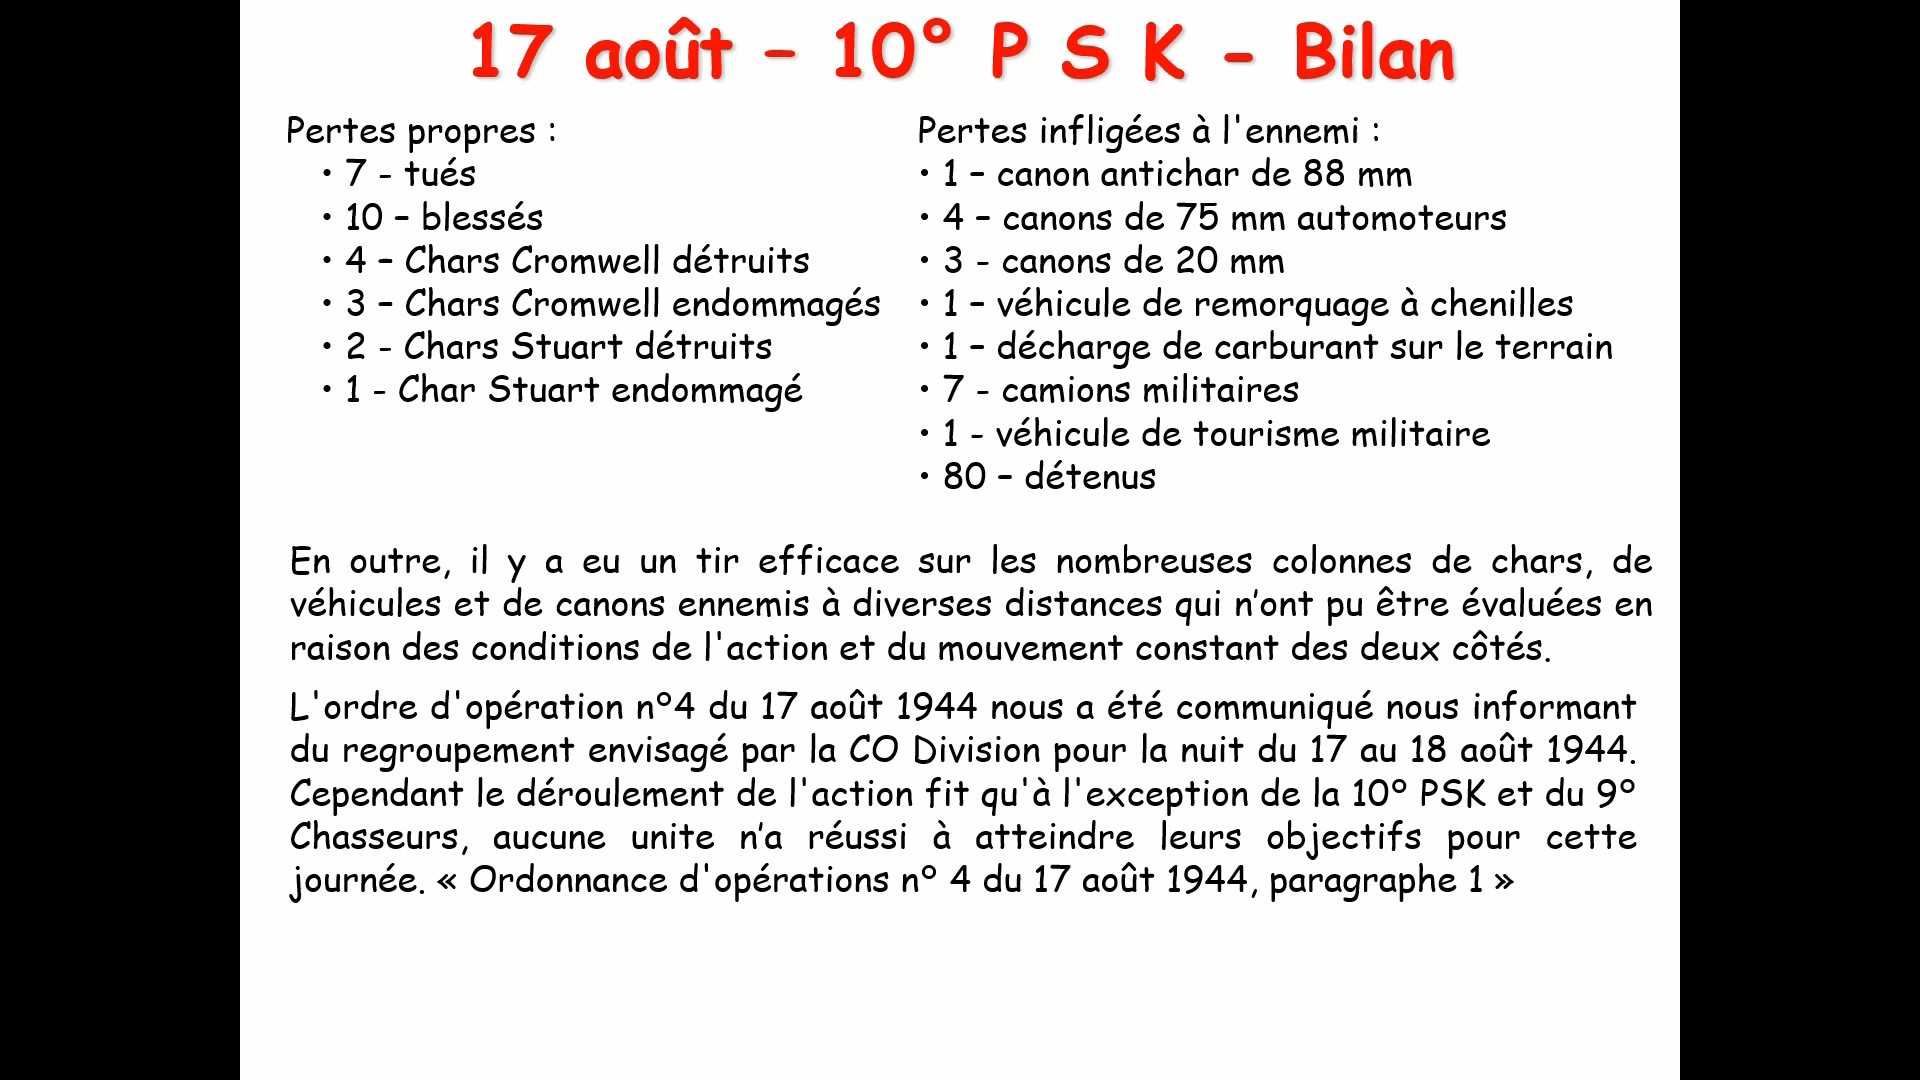 17 août – 10° P S K - Bilan
Pertes propres :
• 7 - tués
• 10 – blessés
• 4 – Chars Cromwell détruits
• 3 – Chars Cromwell endommagés
• 2 - Chars Stuart détruits
• 1 - Char Stuart endommagé
Pertes infligées à l'ennemi :
• 1 – canon antichar de 88 mm
• 4 – canons de 75 mm automoteurs
• 3 - canons de 20 mm
• 1 – véhicule de remorquage à chenilles
• 1 – décharge de carburant sur le terrain
• 7 - camions militaires
• 1 - véhicule de tourisme militaire
• 80 – détenus
En outre, il y a eu un tir efficace sur les nombreuses colonnes de chars, de
véhicules et de canons ennemis à diverses distances qui n’ont pu être évaluées en
raison des conditions de l'action et du mouvement constant des deux côtés.
L'ordre d'opération n°4 du 17 août 1944 nous a été communiqué nous informant
du regroupement envisagé par la CO Division pour la nuit du 17 au 18 août 1944.
Cependant le déroulement de l'action fit qu'à l'exception de la 10° PSK et du 9°
Chasseurs, aucune unite n’a réussi à atteindre leurs objectifs pour cette
journée. « Ordonnance d'opérations n° 4 du 17 août 1944, paragraphe 1 »